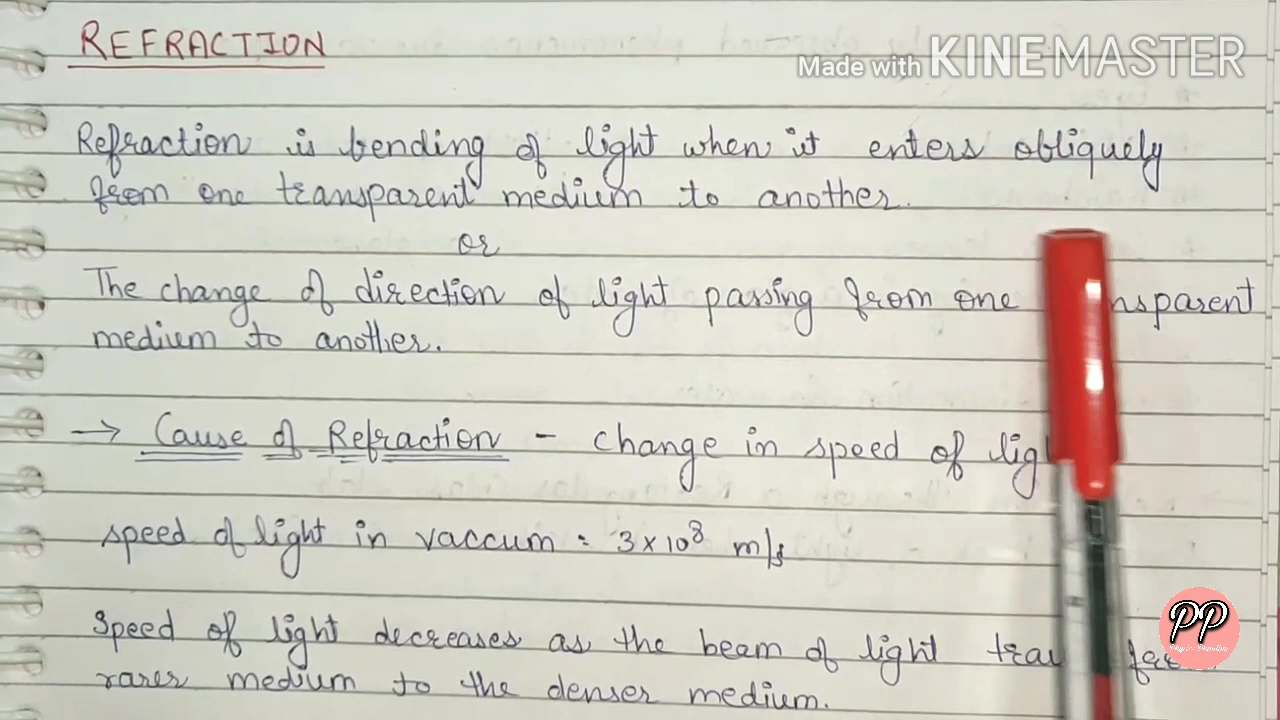 REFRACTION
Made with KINEMASTER
Refraction is bending of light when it enters obliquely
from one transparent medium to another.
or
The change of direction of light passing from one nsparent
medium to another.
→ Cause of Refraction - change in speed of lig
speed of light in vaccum = 3×10⁸ m/s
Speed of light decreases as the beam of light
rarer medium to the denser medium.
PP